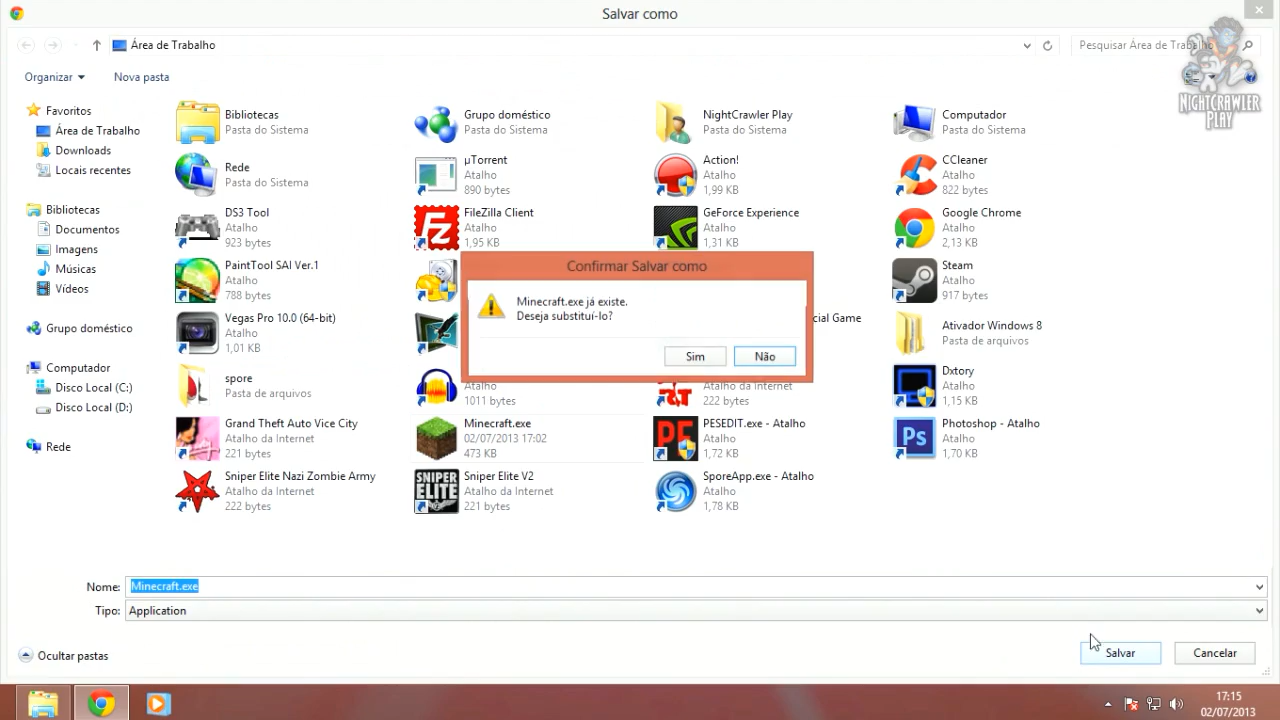 Salvar como
Área de Trabalho
Pesquisar Área de Trabalho
Organizar
Nova pasta
NIGHTCRAWLER
PLAY
Favoritos
Área de Trabalho
Downloads
Locais recentes
Bibliotecas
Documentos
Imagens
Músicas
Vídeos
Grupo doméstico
Computador
Disco Local (C:)
Disco Local (D:)
Rede
Bibliotecas
Pasta do Sistema
Grupo doméstico
Pasta do Sistema
NightCrawler Play
Pasta do Sistema
Computador
Pasta do Sistema
Rede
Pasta do Sistema
µTorrent
Atalho
890 bytes
Action!
Atalho
1,99 KB
CCleaner
Atalho
822 bytes
DS3 Tool
Atalho
923 bytes
FileZilla Client
Atalho
1,95 KB
GeForce Experience
Atalho
1,31 KB
Google Chrome
Atalho
2,13 KB
PaintTool SAI Ver.1
Atalho
788 bytes
Steam
Atalho
917 bytes
Vegas Pro 10.0 (64-bit)
Atalho
1,01 KB
cial Game
Ativador Windows 8
Pasta de arquivos
spore
Pasta de arquivos
Atalho
1011 bytes
Atalho da Internet
222 bytes
Dxtory
Atalho
1,15 KB
Grand Theft Auto Vice City
Atalho da Internet
221 bytes
Minecraft.exe
02/07/2013 17:02
473 KB
PESEDIT.exe - Atalho
Atalho
1,72 KB
Photoshop - Atalho
Atalho
1,70 KB
Sniper Elite Nazi Zombie Army
Atalho da Internet
222 bytes
SNIPER
ELITE
Sniper Elite V2
Atalho da Internet
221 bytes
SporeApp.exe - Atalho
Atalho
1,78 KB
Confirmar Salvar como
Minecraft.exe já existe.
Deseja substituí-lo?
Sim
Não
Nome: Minecraft.exe
Tipo: Application
Ocultar pastas
Salvar
Cancelar
17:15
02/07/2013